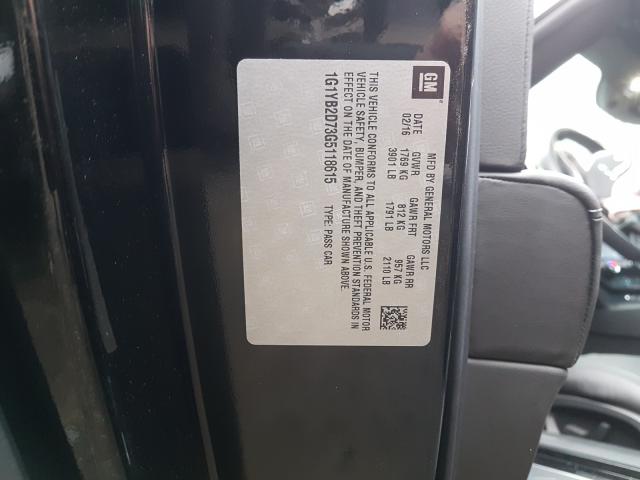 GM
MFD BY GENERAL MOTORS LLC
DATE GVWR GAWR FRT GAWR RR
02/16 1769 KG 812 KG 957 KG
3901 LB 1791 LB 2110 LB
THIS VEHICLE CONFORMS TO ALL APPLICABLE U.S. FEDERAL MOTOR
VEHICLE SAFETY, BUMPER, AND THEFT PREVENTION STANDARDS IN
EFFECT ON THE DATE OF MANUFACTURE SHOWN ABOVE.
1G1YB2D73G5118615 TYPE: PASS CAR